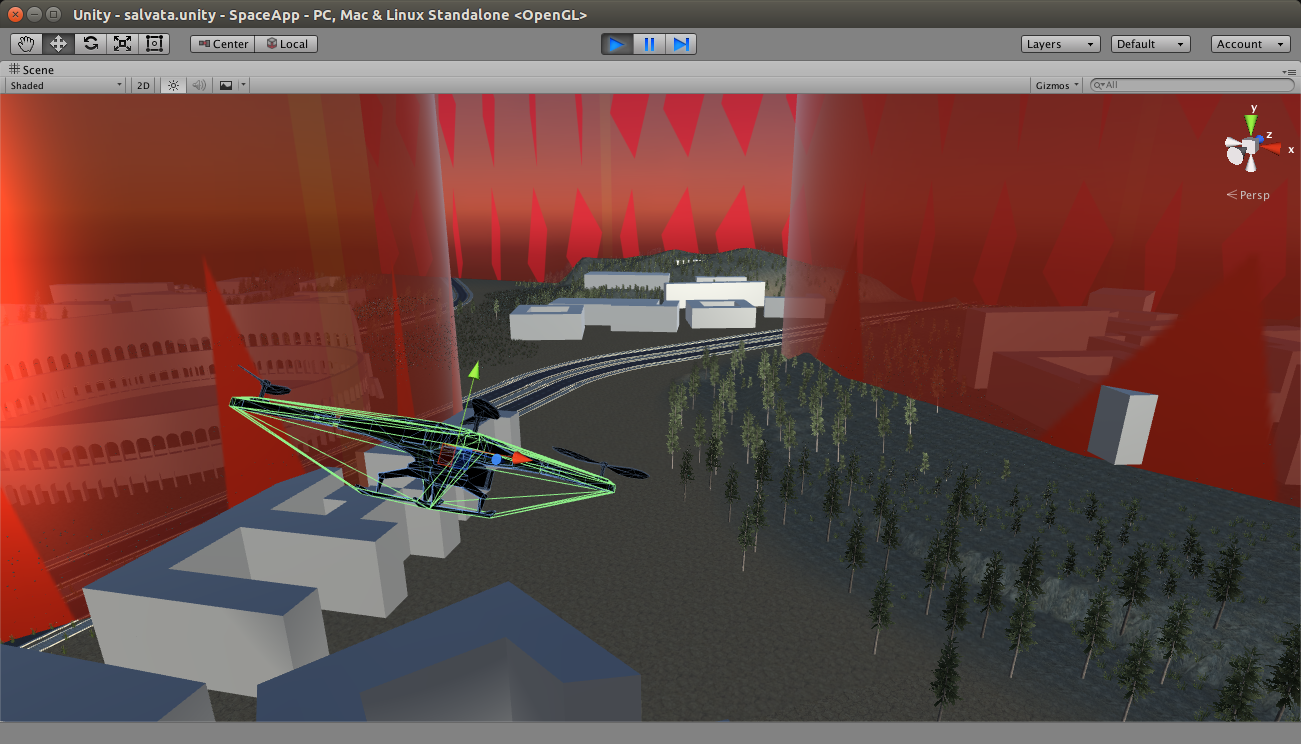 Unity - salvata.unity - SpaceApp - PC, Mac & Linux Standalone <OpenGL>
Center Local Layers Default Account
Scene
Shaded 2D Gizmos All
y
z
x
Persp